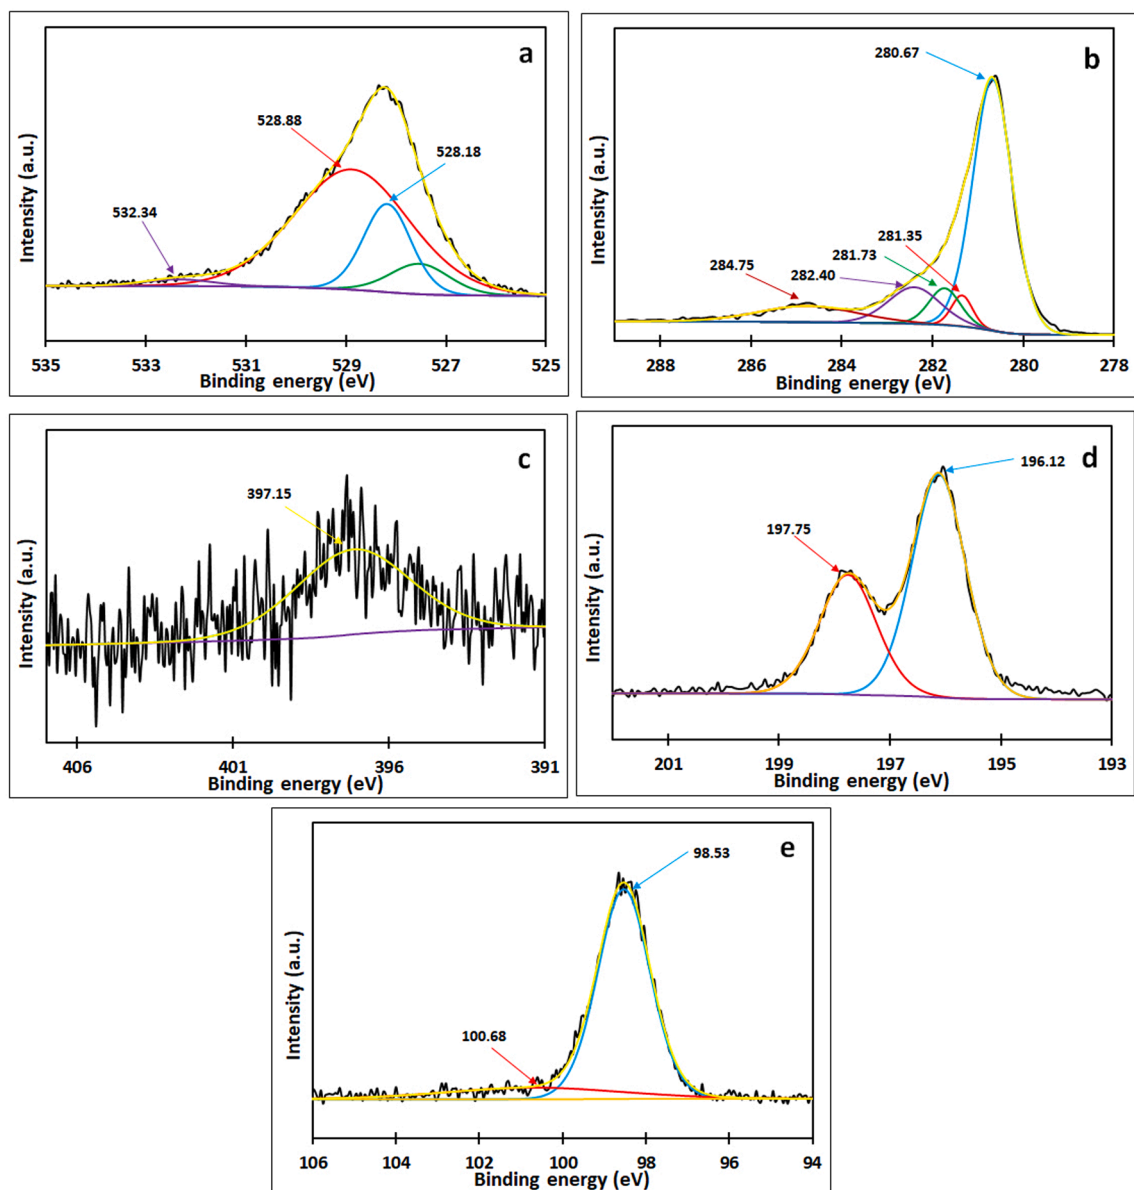 a
528.88
528.18
532.34
Intensity (a.u.)
535 533 531 529 527 525
Binding energy (eV)
b
280.67
281.35
281.73
284.75
282.40
Intensity (a.u.)
288 286 284 282 280 278
Binding energy (eV)
c
397.15
Intensity (a.u.)
406 401 396 391
Binding energy (eV)
d
196.12
197.75
Intensity (a.u.)
201 199 197 195 193
Binding energy (eV)
e
98.53
100.68
Intensity (a.u.)
106 104 102 100 98 96 94
Binding energy (eV)